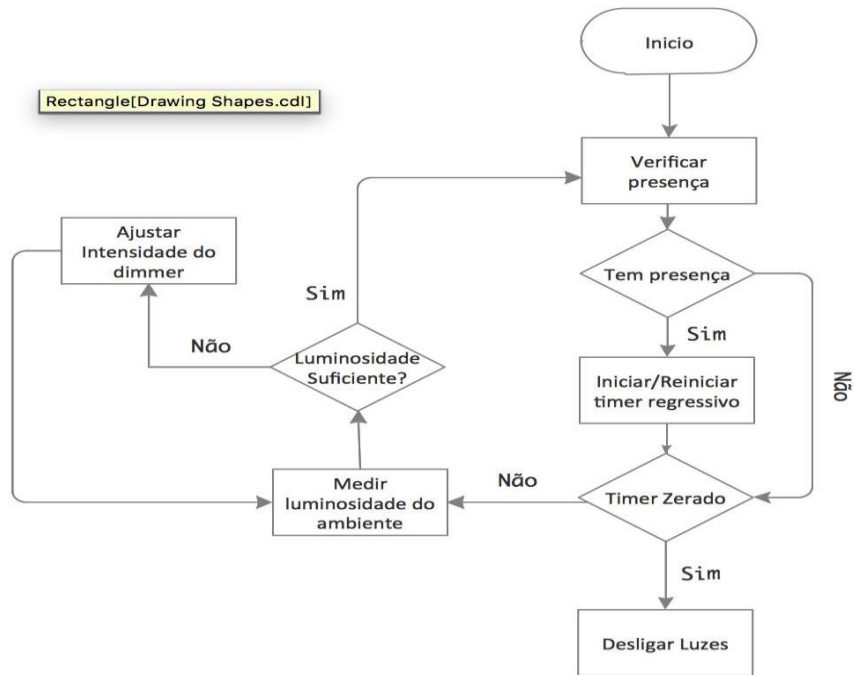 Inicio
Rectangle[Drawing Shapes.cdl]
Verificar
presença
Ajustar
Intensidade do
dimmer
Tem presença
Sim
Sim
Não
Luminosidade
Suficiente?
Iniciar/Reiniciar
timer regressivo
Não
Medir
luminosidade do
ambiente
Não
Timer Zerado
Sim
Desligar Luzes